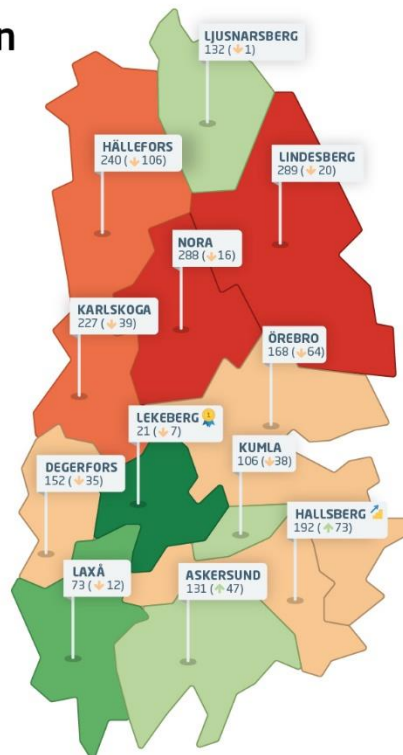 n
LJUSNARSBERG
132 (↓1)
HÄLLEFORS
240 (↓106)
LINDESBERG
289 (↓20)
NORA
288 (↓16)
KARLSKOGA
227 (↓39)
ÖREBRO
168 (↓64)
LEKEBERG
21 (↓7)
KUMLA
106 (↓38)
DEGERFORS
152 (↓35)
HALLSBERG
192 (↑73)
LAXÅ
73 (↓12)
ASKERSUND
131 (↑47)